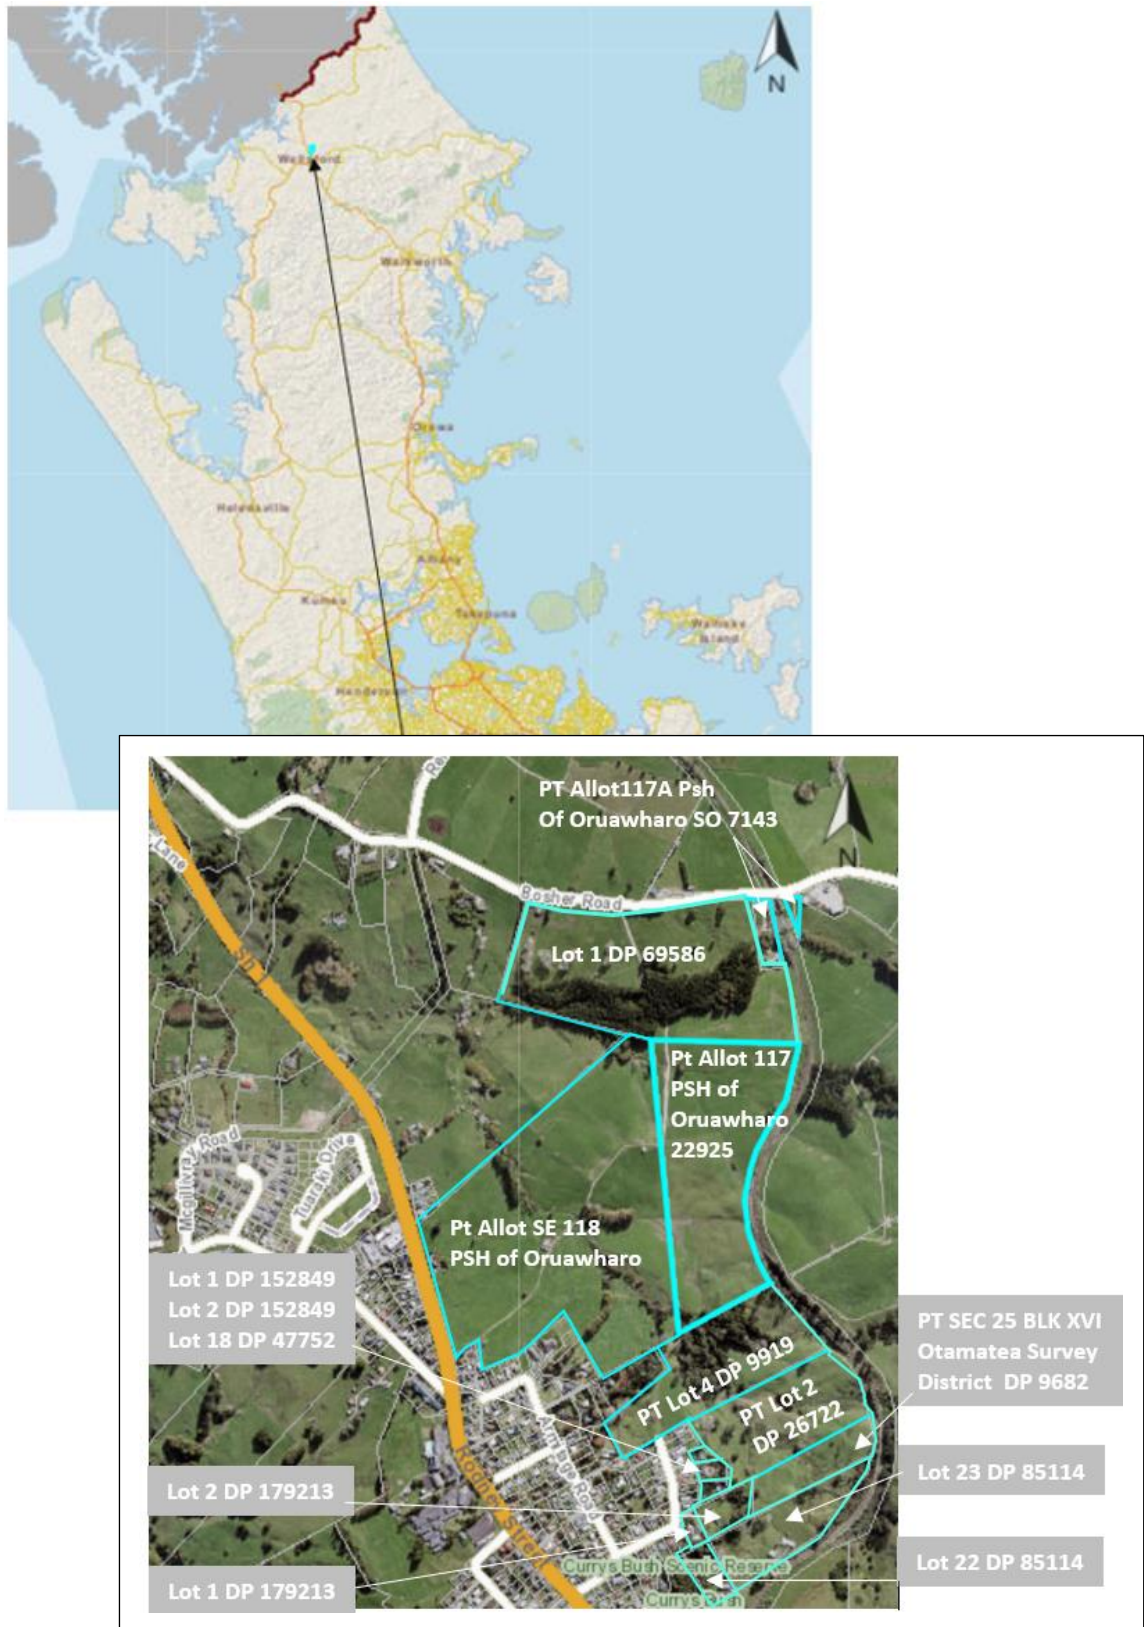 N
Wellsford
Warkworth
Orewa
Helensville
Albany
Kumeu
Takapuna
Waiheke
Island
Henderson
PT Allot117A Psh
Of Oruawharo SO 7143
N
Lane
Bosher Road
Sh 1
Lot 1 DP 69586
Pt Allot 117
PSH of
Oruawharo
22925
Mcgillivray Road
Tuaraki Drive
Pt Allot SE 118
PSH of Oruawharo
Lot 1 DP 152849
Lot 2 DP 152849
Lot 18 DP 47752
PT SEC 25 BLK XVI
Otamatea Survey
District DP 9682
PT Lot 4 DP 9919
PT Lot 2
DP 26722
Armitage Road
Rodney Street
Lot 23 DP 85114
Lot 2 DP 179213
Currys Bush Scenic Reserve
Lot 22 DP 85114
Lot 1 DP 179213
Currys Bush